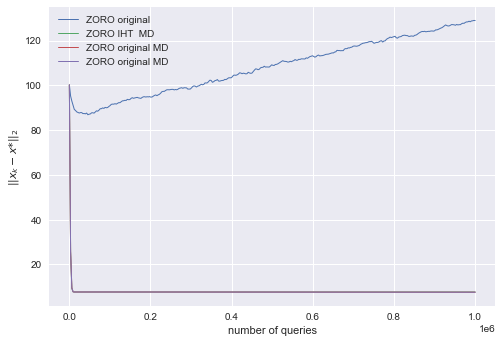 ZORO original
ZORO IHT  MD
ZORO original MD
ZORO original MD
120
100
80
60
40
20
||x_k − x*||_2
0.0 0.2 0.4 0.6 0.8 1.0
1e6
number of queries